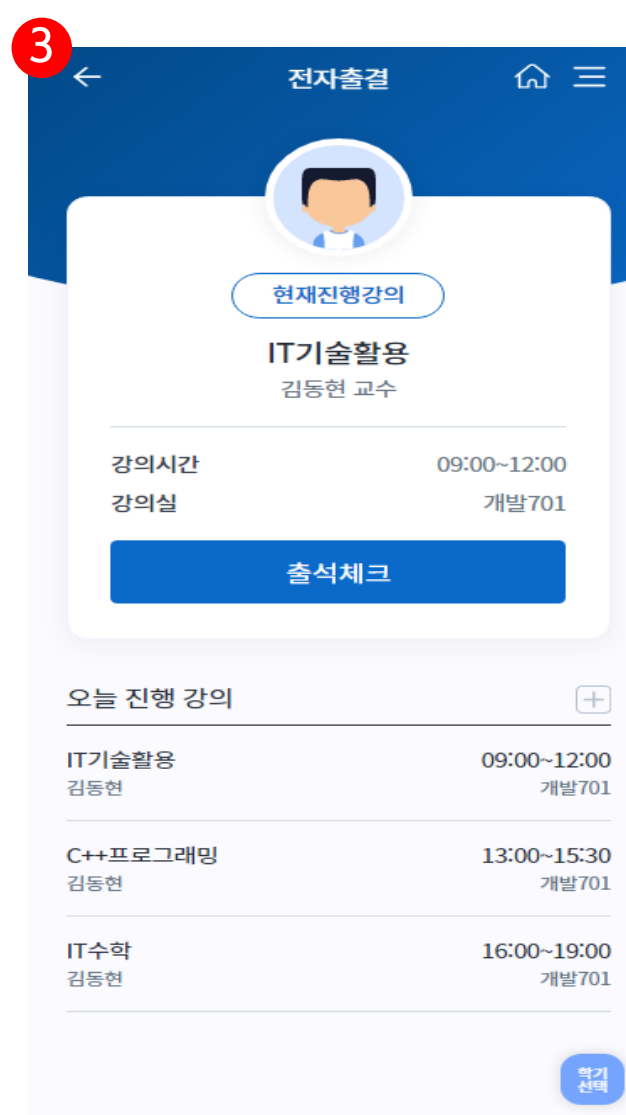 3
전자출결
현재진행강의
IT기술활용
김동현 교수
강의시간 09:00~12:00
강의실 개발701
출석체크
오늘 진행 강의
IT기술활용 09:00~12:00
김동현 개발701
C++프로그래밍 13:00~15:30
김동현 개발701
IT수학 16:00~19:00
김동현 개발701
학기
선택